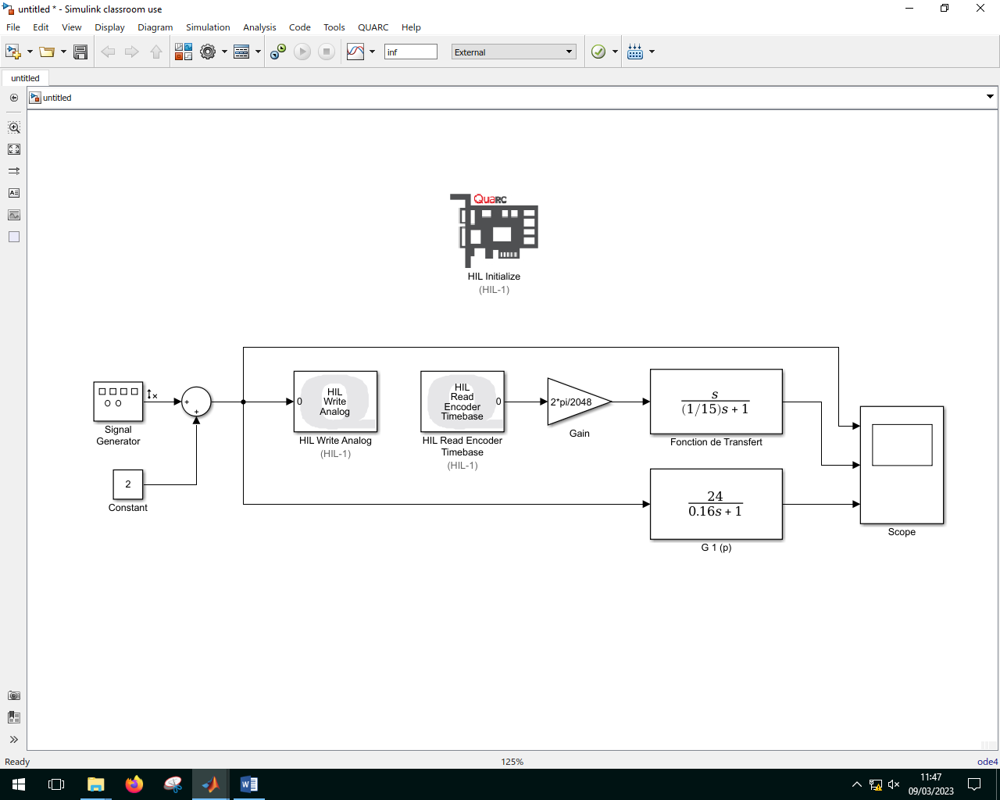 untitled * - Simulink classroom use
File Edit View Display Diagram Simulation Analysis Code Tools QUARC Help
inf External
untitled
untitled
QuaRC
HIL Initialize
(HIL-1)
Signal
Generator
2
Constant
0
HIL
Write
Analog
HIL Write Analog
(HIL-1)
HIL
Read
Encoder
Timebase
0
HIL Read Encoder
Timebase
(HIL-1)
2*pi/2048
Gain
s
(1/15)s + 1
Fonction de Transfert
24
0.16s + 1
G 1 (p)
Scope
Ready 125% ode4
11:47
09/03/2023